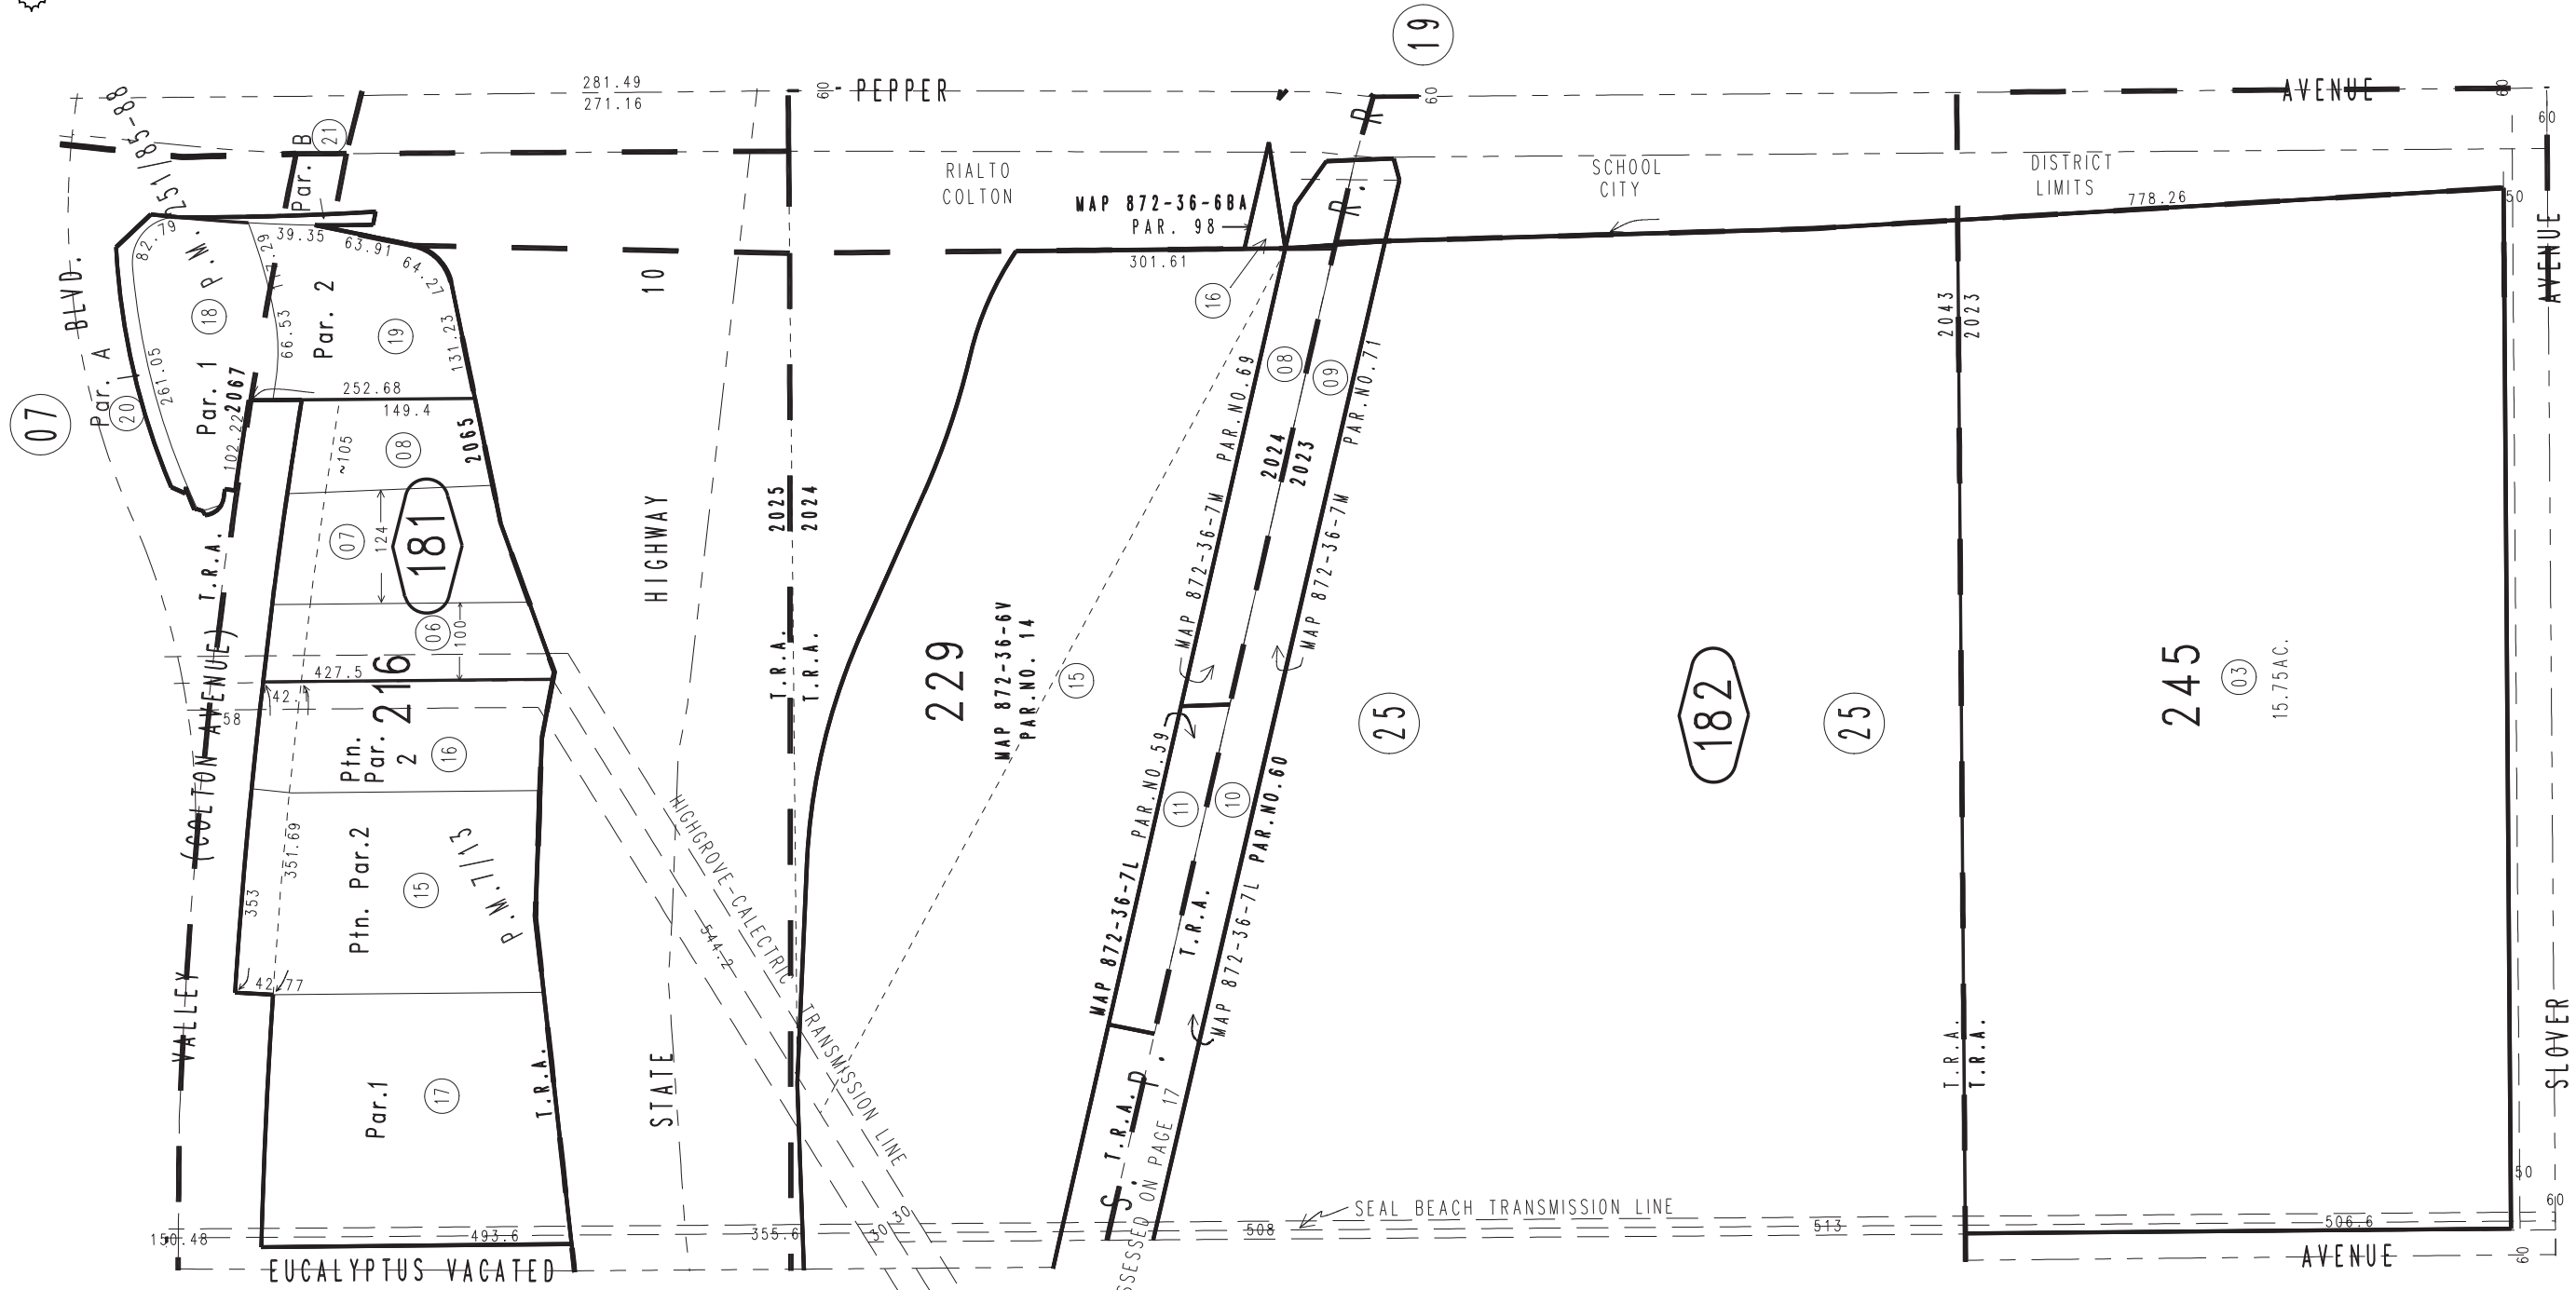 19
281.49
271.16
60
PEPPER
60
AVENUE
60
60
RIALTO
COLTON
SCHOOL
CITY
DISTRICT
LIMITS
778.26
50
MAP 872-36-6BA
PAR. 98
301.61
16
P.M. 251/85-88
Par. B
21
82.79
39.35
63.91
64.27
66.53
131.23
18
Par. 1
Par. 2
19
261.05
Par. A
20
07
BLVD.
2067
252.68
149.4
2065
~105
08
07
124
181
06
100
427.5
42.1
58
216
Ptn.
Par.
2
16
Ptn. Par.2
15
P.M. 7/13
351.69
353
42.77
Par.1
17
T.R.A.
T.R.A.
VALLEY
(COLTON AVENUE)
150.48
493.6
EUCALYPTUS VACATED
10
HIGHWAY
STATE
2025
2024
T.R.A.
T.R.A.
HIGHGROVE-CALECTRIC
TRANSMISSION LINE
544.2
355.6
30
30
229
MAP 872-36-6V
PAR.NO. 14
15
MAP 872-36-7M PAR.NO.69
08
09
2024
2023
MAP 872-36-7M PAR.NO.71
MAP 872-36-7L PAR.NO.59
11
10
MAP 872-36-7L PAR.NO.60
T.R.A.
T.R.A.
S. P.
R. R.
ON PAGE 17
508
SEAL BEACH TRANSMISSION LINE
25
182
25
513
2043
2023
T.R.A.
T.R.A.
245
03
15.75AC.
506.6
50
60
60
AVENUE
SLOVER
AVENUE